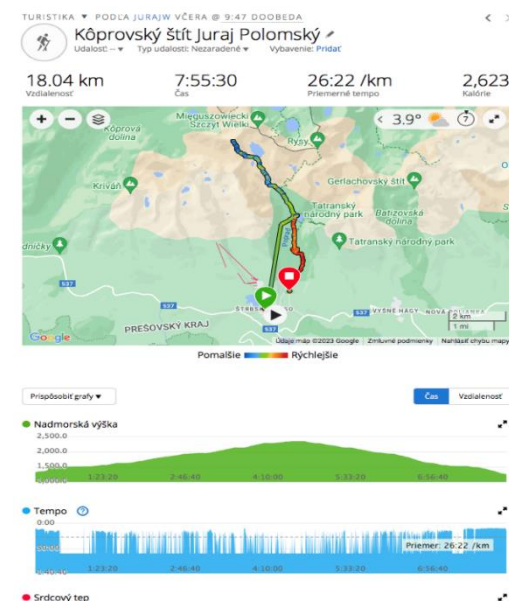 TURISTIKA ▼ PODĽA JURAJW VČERA @ 9:47 DOOBEDA
Kôprovský štít Juraj Polomský
Udalosť: -- ▼ Typ udalosti: Nezaradené ▼ Vybavenie: Pridať
18.04 km 7:55:30 26:22 /km 2,623
Vzdialenosť Čas Priemerné tempo Kalórie
+ − 3.9°
Mięguszowiecki
Szczyt Wielki
Kôprova
dolina
Rysy
Kriváň
Gerlachovský štít
Tatranský
národný park
Batizovská
dolina
Tatranský národný park
537
537
537 VYŠNÉ HÁGY
PREŠOVSKÝ KRAJ
537
2 km
1 mi
Google Údaje máp ©2023 Google Zmluvné podmienky Nahlásiť chybu mapy
Pomalšie Rýchlejšie
Prispôsobiť grafy ▼ Čas Vzdialenosť
Nadmorská výška
2,500.0
2,000.0
1,500.0
1,000.0
1:23:20 2:46:40 4:10:00 5:33:20 6:56:40
Tempo
0:00
Priemer: 26:22 /km
1:23:20 2:46:40 4:10:00 5:33:20 6:56:40
Srdcový tep